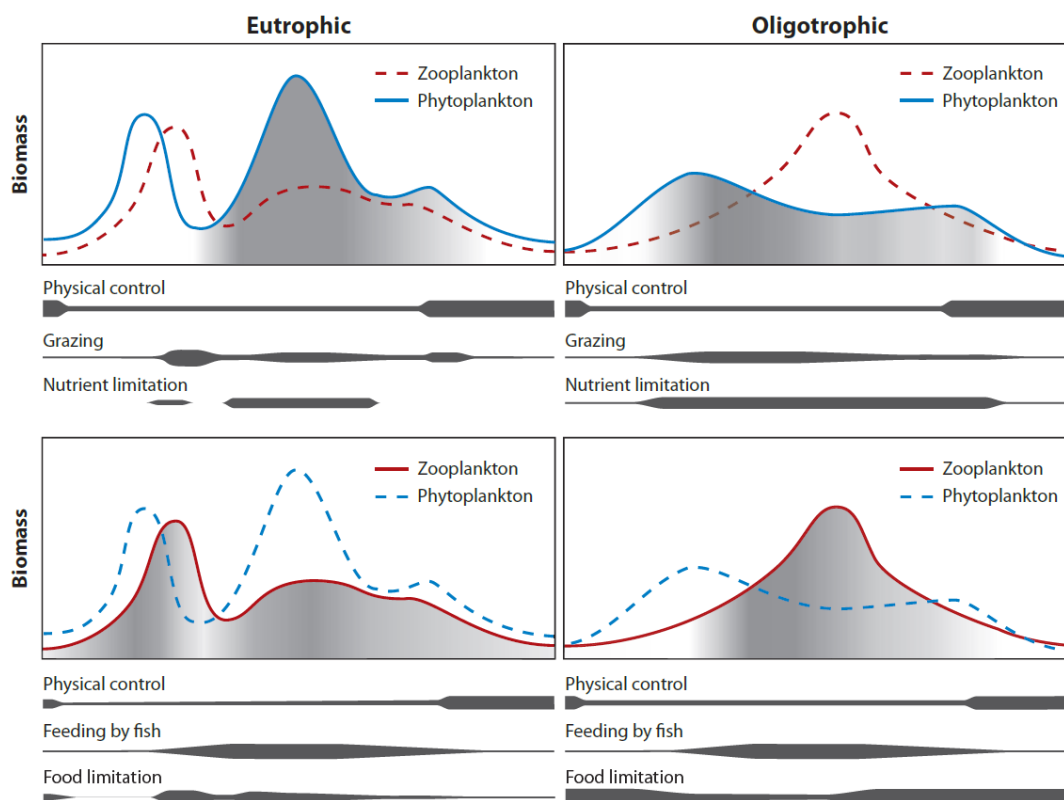 Eutrophic
Oligotrophic
Biomass
Zooplankton
Phytoplankton
Zooplankton
Phytoplankton
Physical control
Physical control
Grazing
Grazing
Nutrient limitation
Nutrient limitation
Biomass
Zooplankton
Phytoplankton
Zooplankton
Phytoplankton
Physical control
Physical control
Feeding by fish
Feeding by fish
Food limitation
Food limitation